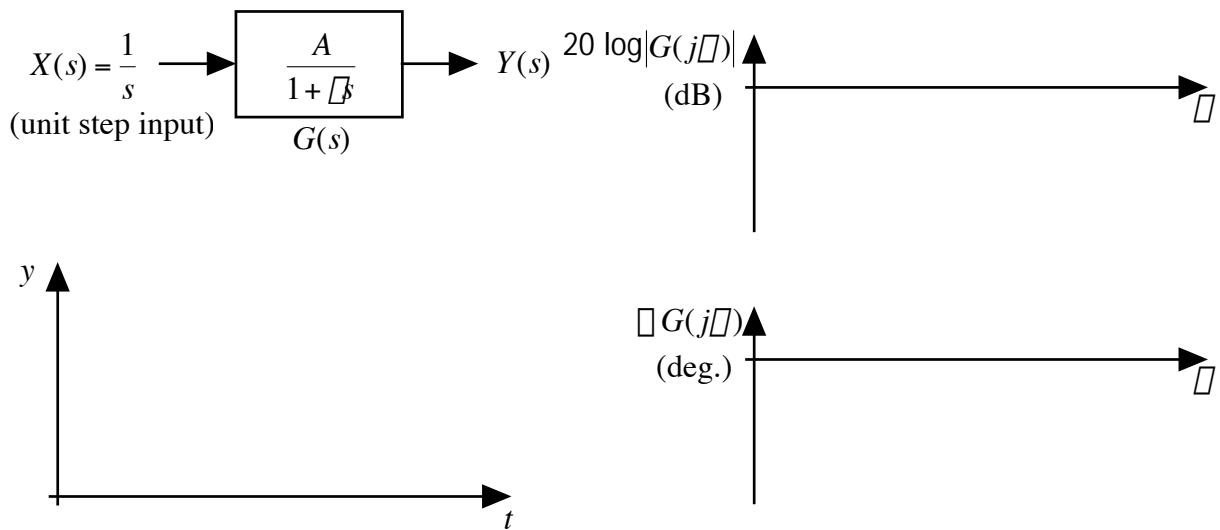 X(s) = 1/s
(unit step input)
A
1 + ▯s
G(s)
Y(s)
20 log|G(j▯)|
(dB)
▯
y
t
▯ G(j▯)
(deg.)
▯